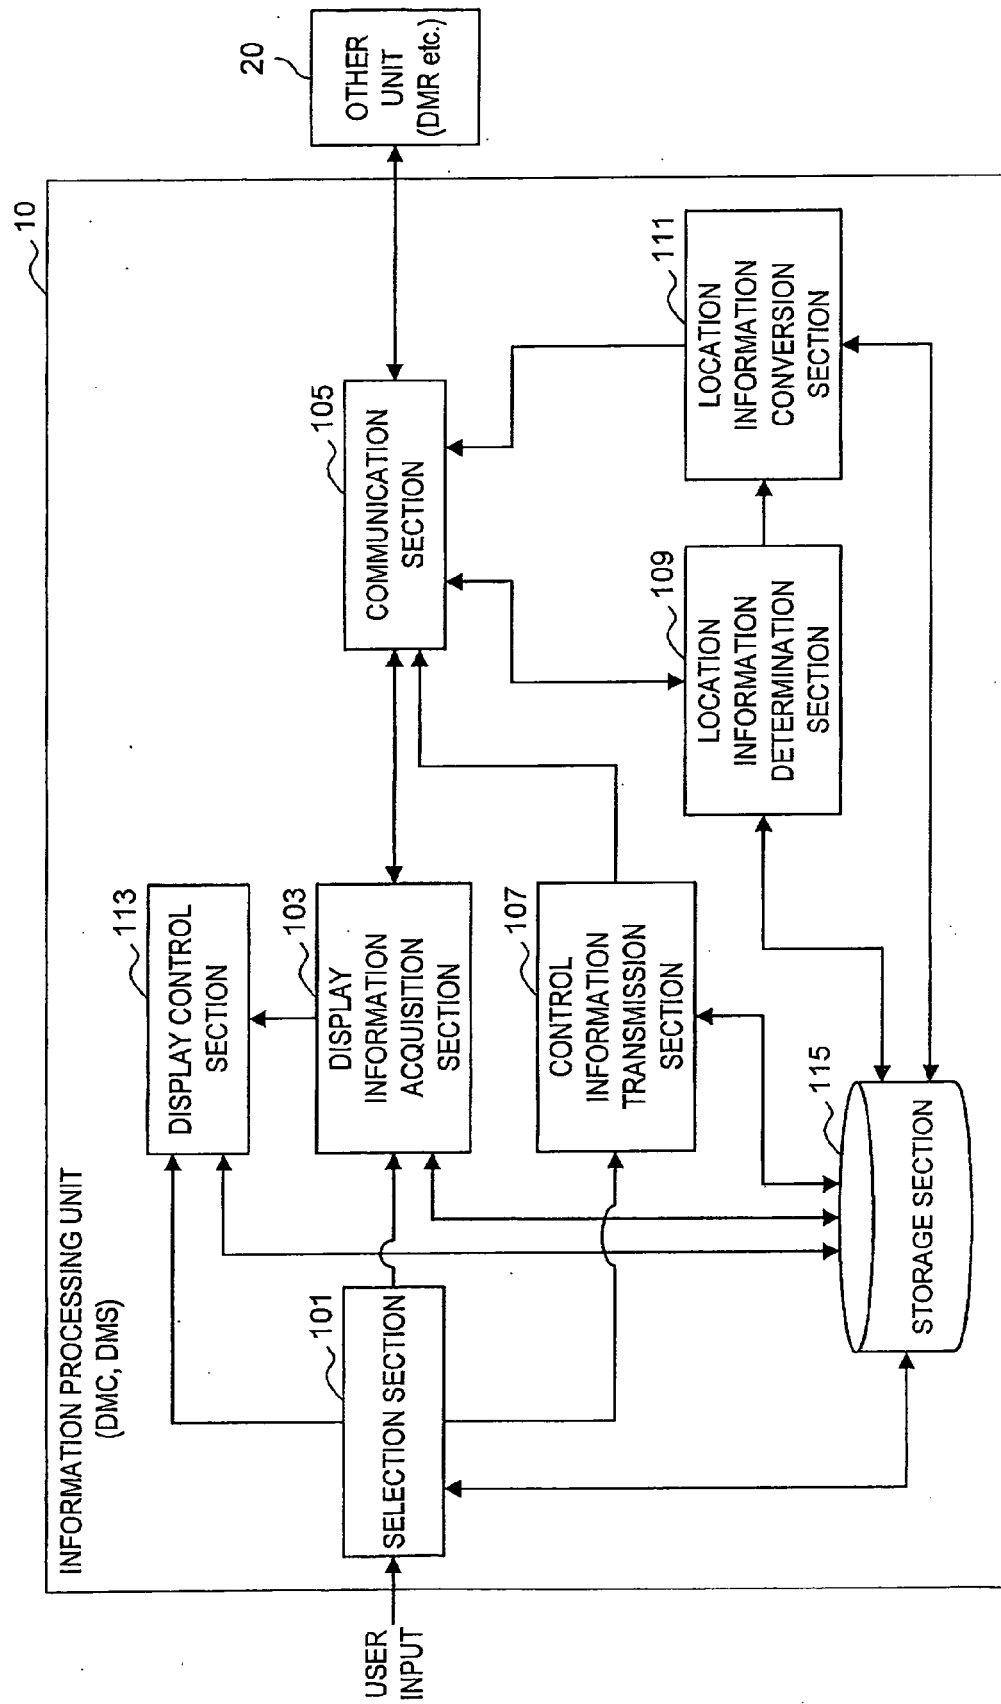 INFORMATION PROCESSING UNIT
(DMC, DMS)
10
USER
INPUT
101
SELECTION SECTION
113
DISPLAY CONTROL
SECTION
103
DISPLAY
INFORMATION
ACQUISITION
SECTION
107
CONTROL
INFORMATION
TRANSMISSION
SECTION
115
STORAGE SECTION
105
COMMUNICATION
SECTION
109
LOCATION
INFORMATION
DETERMINATION
SECTION
111
LOCATION
INFORMATION
CONVERSION
SECTION
20
OTHER
UNIT
(DMR etc.)